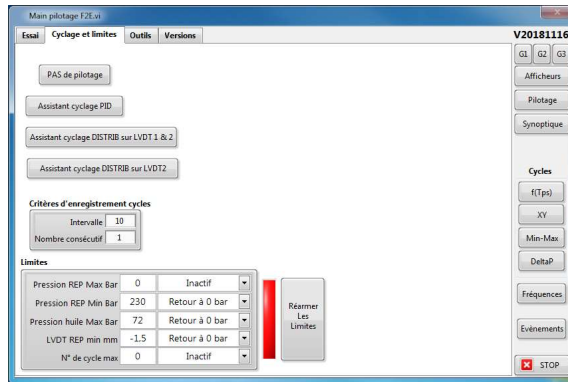 Main pilotage F2E.vi
Essai Cyclage et limites Outils Versions
V20181116
G1 G2 G3
PAS de pilotage
Afficheurs
Assistant cyclage PID
Pilotage
Synoptique
Assistant cyclage DISTRIB sur LVDT 1 & 2
Assistant cyclage DISTRIB sur LVDT2
Cycles
f(Tps)
Critères d'enregistrement cycles
Intervalle 10
XY
Nombre consécutif 1
Min-Max
Limites
DeltaP
Pression REP Max Bar 0 Inactif
Pression REP Min Bar 230 Retour à 0 bar
Fréquences
Pression huile Max Bar 72 Retour à 0 bar
Réarmer
Les
Limites
LVDT REP min mm -1,5 Retour à 0 bar
Evènements
N° de cycle max 0 Inactif
STOP